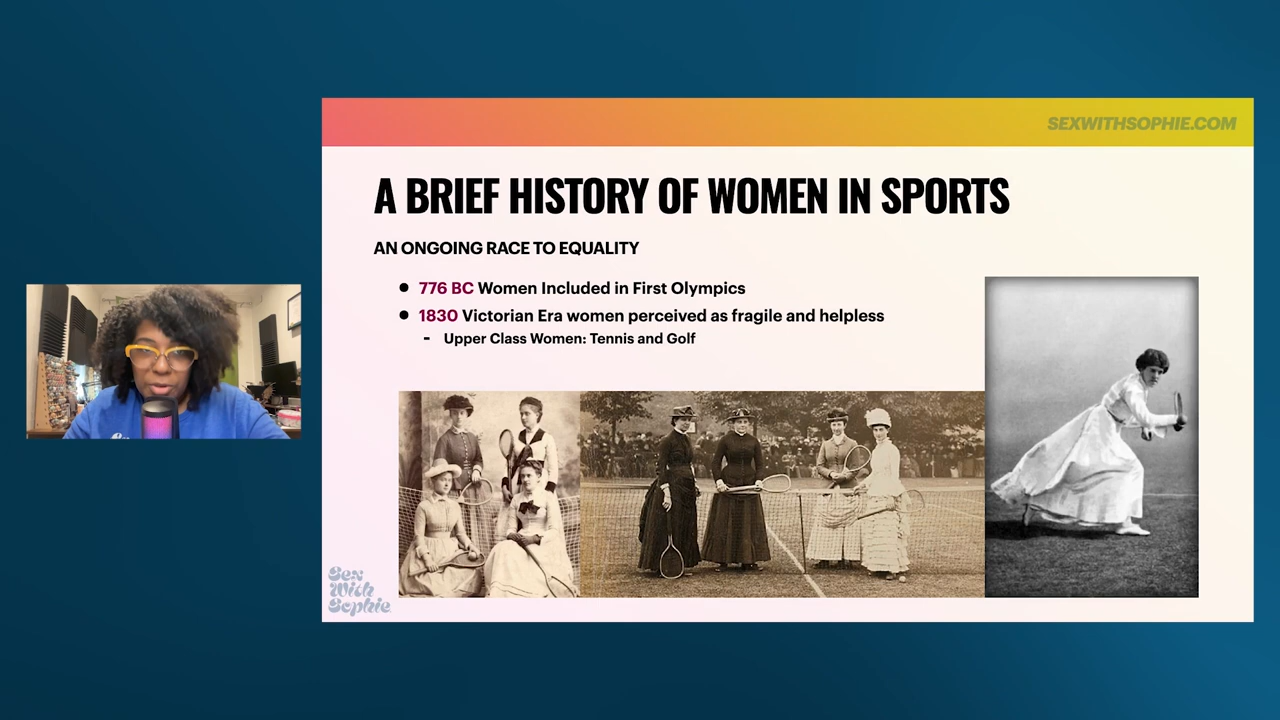 SEXWITHSOPHIE.COM
A BRIEF HISTORY OF WOMEN IN SPORTS
AN ONGOING RACE TO EQUALITY
● 776 BC Women Included in First Olympics
● 1830 Victorian Era women perceived as fragile and helpless
- Upper Class Women: Tennis and Golf
Sex
With
Sophie